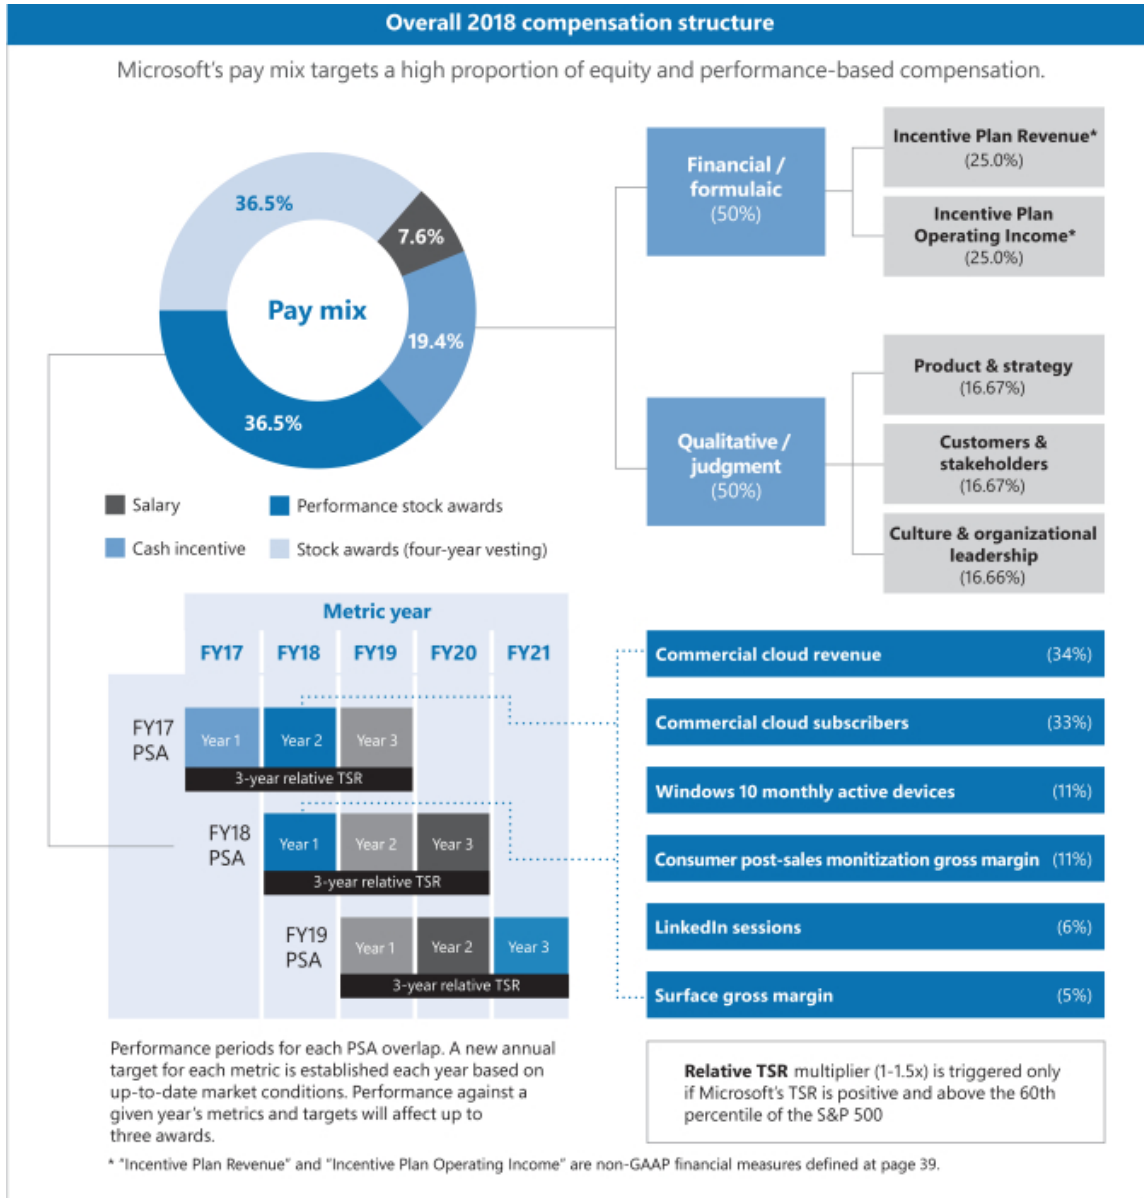 Overall 2018 compensation structure
Microsoft's pay mix targets a high proportion of equity and performance-based compensation.
36.5%
7.6%
Pay mix
19.4%
36.5%
Salary
Performance stock awards
Cash incentive
Stock awards (four-year vesting)
Financial /
formulaic
(50%)
Incentive Plan Revenue*
(25.0%)
Incentive Plan
Operating Income*
(25.0%)
Qualitative /
judgment
(50%)
Product & strategy
(16.67%)
Customers &
stakeholders
(16.67%)
Culture & organizational
leadership
(16.66%)
Metric year
FY17 FY18 FY19 FY20 FY21
FY17
PSA
Year 1 Year 2 Year 3
3-year relative TSR
FY18
PSA
Year 1 Year 2 Year 3
3-year relative TSR
FY19
PSA
Year 1 Year 2 Year 3
3-year relative TSR
Commercial cloud revenue (34%)
Commercial cloud subscribers (33%)
Windows 10 monthly active devices (11%)
Consumer post-sales monitization gross margin (11%)
LinkedIn sessions (6%)
Surface gross margin (5%)
Performance periods for each PSA overlap. A new annual
target for each metric is established each year based on
up-to-date market conditions. Performance against a
given year's metrics and targets will affect up to
three awards.
Relative TSR multiplier (1-1.5x) is triggered only
if Microsoft's TSR is positive and above the 60th
percentile of the S&P 500
* "Incentive Plan Revenue" and "Incentive Plan Operating Income" are non-GAAP financial measures defined at page 39.